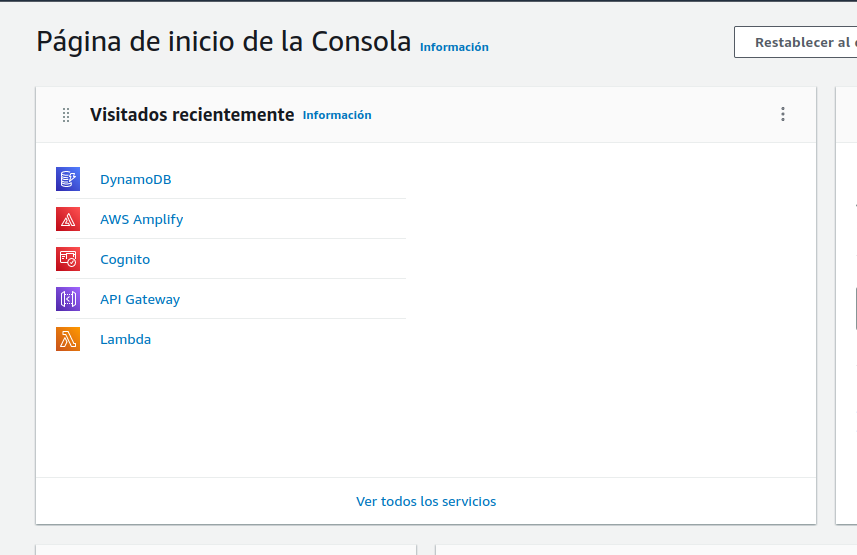 Página de inicio de la Consola Información
Restablecer al
Visitados recientemente Información
DynamoDB
AWS Amplify
Cognito
API Gateway
Lambda
Ver todos los servicios